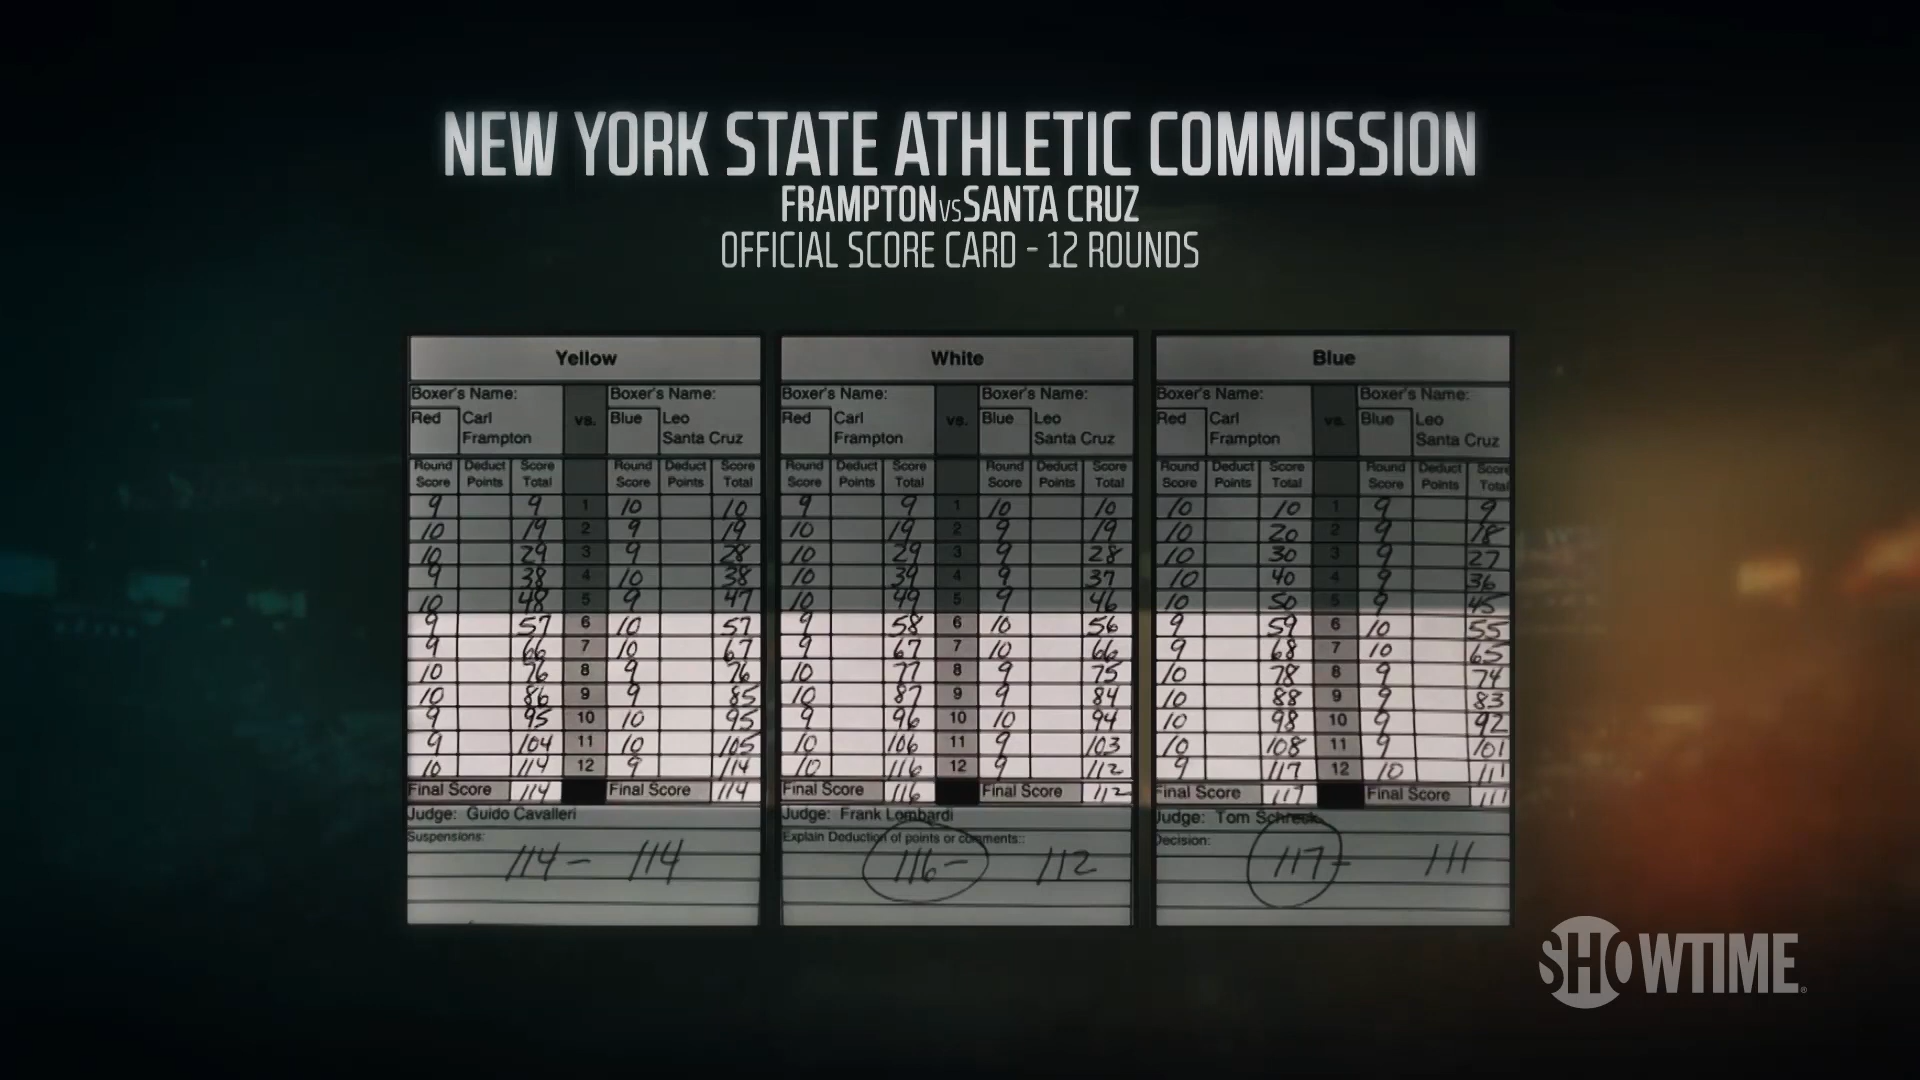 NEW YORK STATE ATHLETIC COMMISSION
FRAMPTON VS SANTA CRUZ
OFFICIAL SCORE CARD - 12 ROUNDS
Yellow
Boxer's Name: Boxer's Name:
Red Carl Frampton vs. Blue Leo Santa Cruz
Round Score Deduct Points Score Total Round Score Deduct Points Score Total
9 9 1 10 10
10 19 2 9 19
10 29 3 9 28
9 38 4 10 38
10 48 5 9 47
9 57 6 10 57
9 66 7 10 67
10 76 8 9 76
10 86 9 9 85
9 95 10 10 95
9 104 11 10 105
10 114 12 9 114
Final Score 114 Final Score 114
Judge: Guido Cavalleri
Suspensions:
114 - 114
White
Boxer's Name: Boxer's Name:
Red Carl Frampton vs. Blue Leo Santa Cruz
Round Score Deduct Points Score Total Round Score Deduct Points Score Total
9 9 1 10 10
10 19 2 9 19
10 29 3 9 28
10 39 4 9 37
10 49 5 9 46
9 58 6 10 56
9 67 7 10 66
10 77 8 9 75
10 87 9 9 84
9 96 10 10 94
10 106 11 9 103
10 116 12 9 112
Final Score 116 Final Score 112
Judge: Frank Lombardi
Explain Deduction of points or comments::
116 - 112
Blue
Boxer's Name: Boxer's Name:
Red Carl Frampton vs. Blue Leo Santa Cruz
Round Score Deduct Points Score Total Round Score Deduct Points Score Total
10 10 1 9 9
10 20 2 9 18
10 30 3 9 27
10 40 4 9 36
10 50 5 9 45
9 59 6 10 55
9 68 7 10 65
10 78 8 9 74
10 88 9 9 83
10 98 10 9 92
10 108 11 9 101
9 117 12 10 111
Final Score 117 Final Score 111
Judge: Tom Schreck
Decision:
117 - 111
SHOWTIME